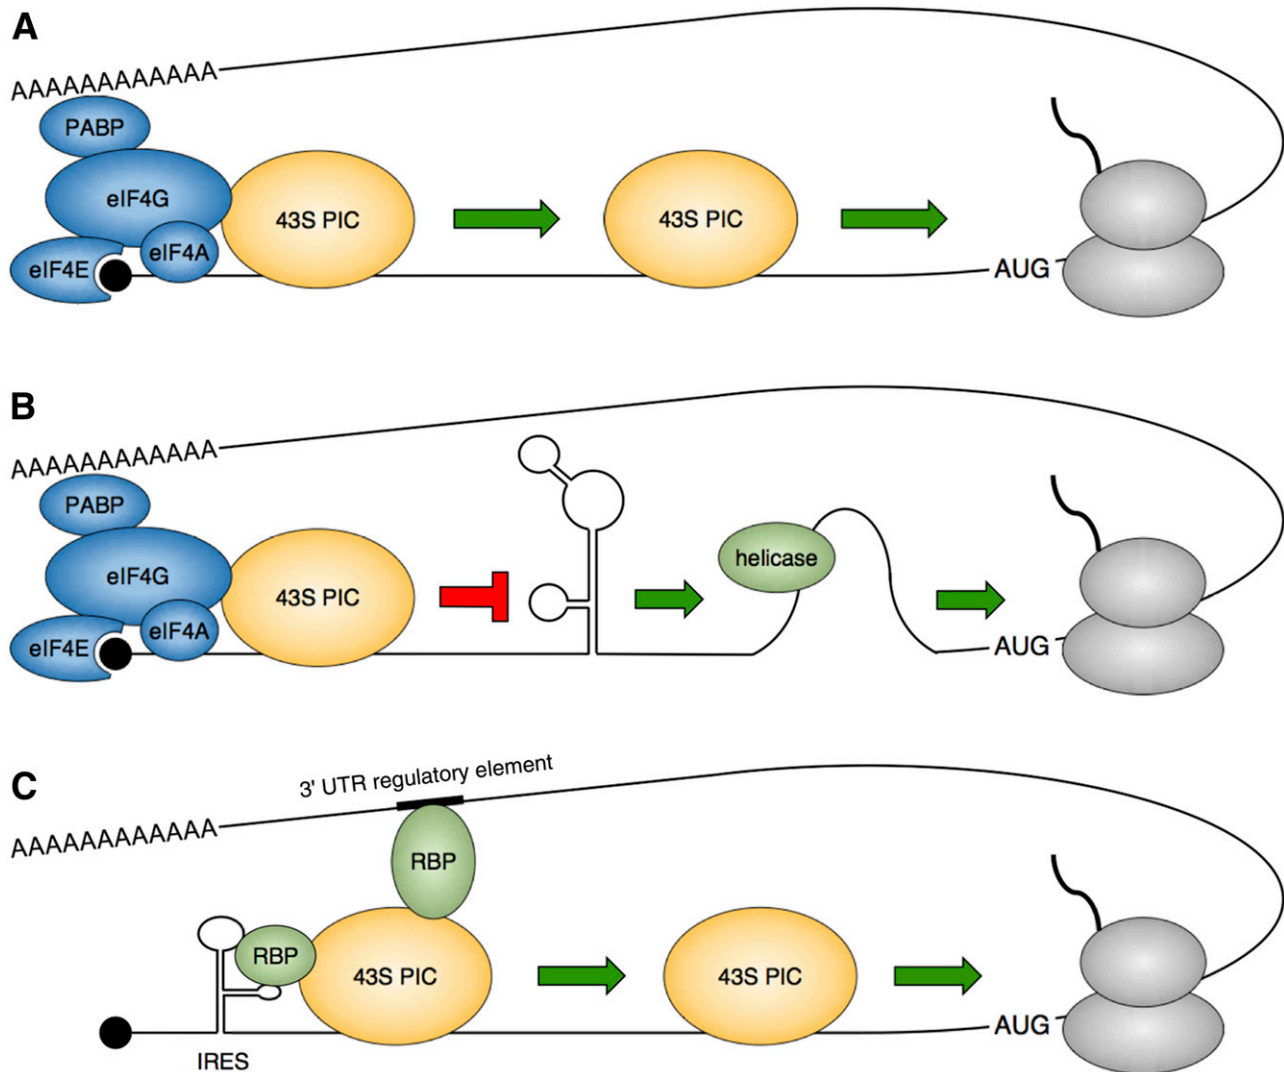 A
AAAAAAAAAAAA
PABP
eIF4G
43S PIC
43S PIC
eIF4A
eIF4E
AUG
B
AAAAAAAAAAAA
PABP
helicase
eIF4G
43S PIC
eIF4A
eIF4E
AUG
C
3' UTR regulatory element
AAAAAAAAAAAA
RBP
RBP
43S PIC
43S PIC
AUG
IRES